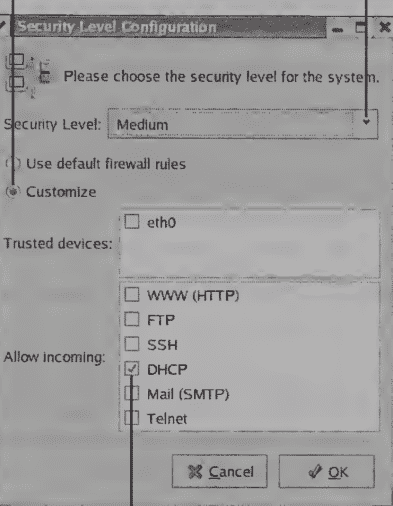 Security Level Configuration
Please choose the security level for the system.
Security Level: Medium
Use default firewall rules
Customize
Trusted devices:
eth0
Allow incoming:
WWW (HTTP)
FTP
SSH
DHCP
Mail (SMTP)
Telnet
Cancel OK